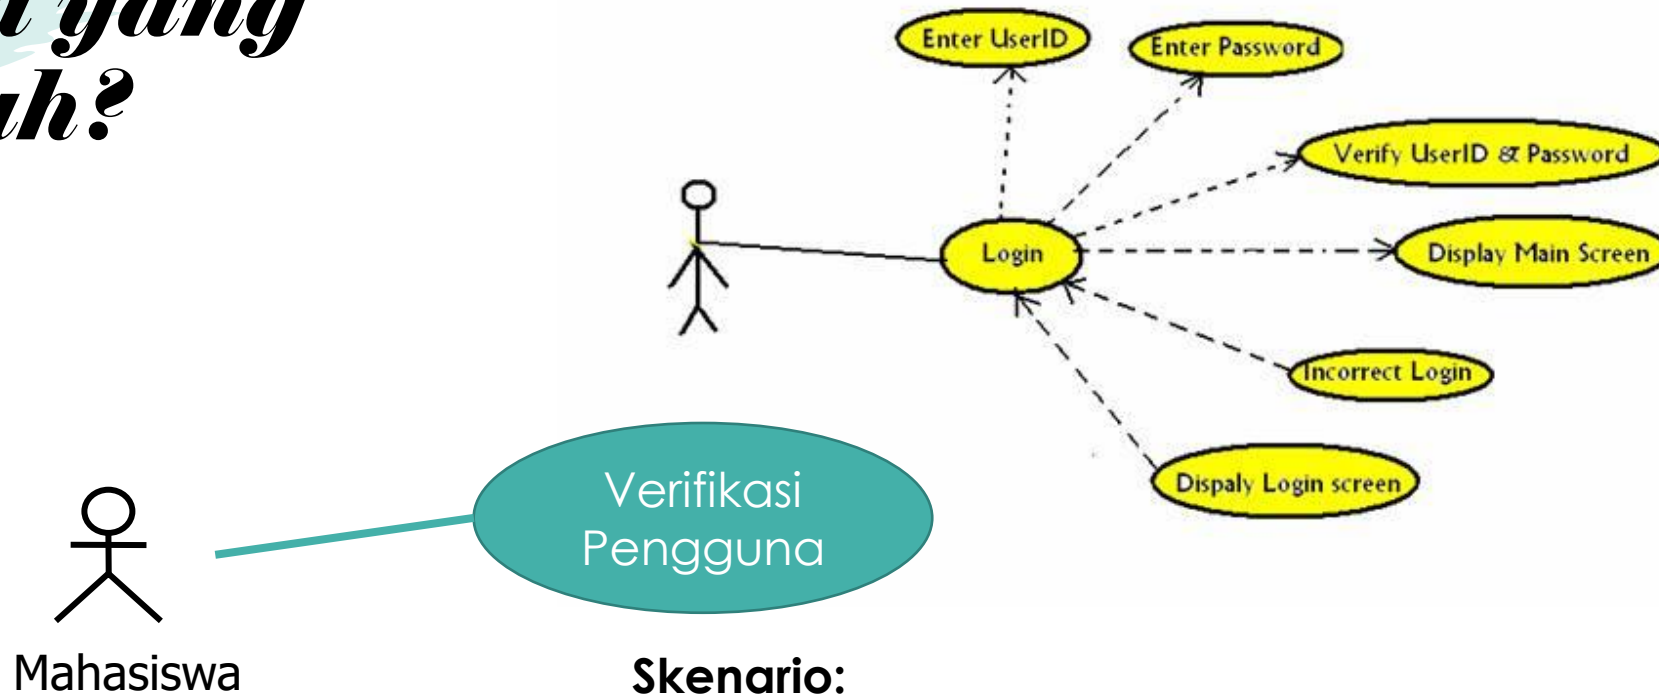 yang
h?
Enter UserID
Enter Password
Verify UserID & Password
Login
Display Main Screen
Incorrect Login
Dispaly Login screen
Verifikasi
Pengguna
Mahasiswa
Skenario: